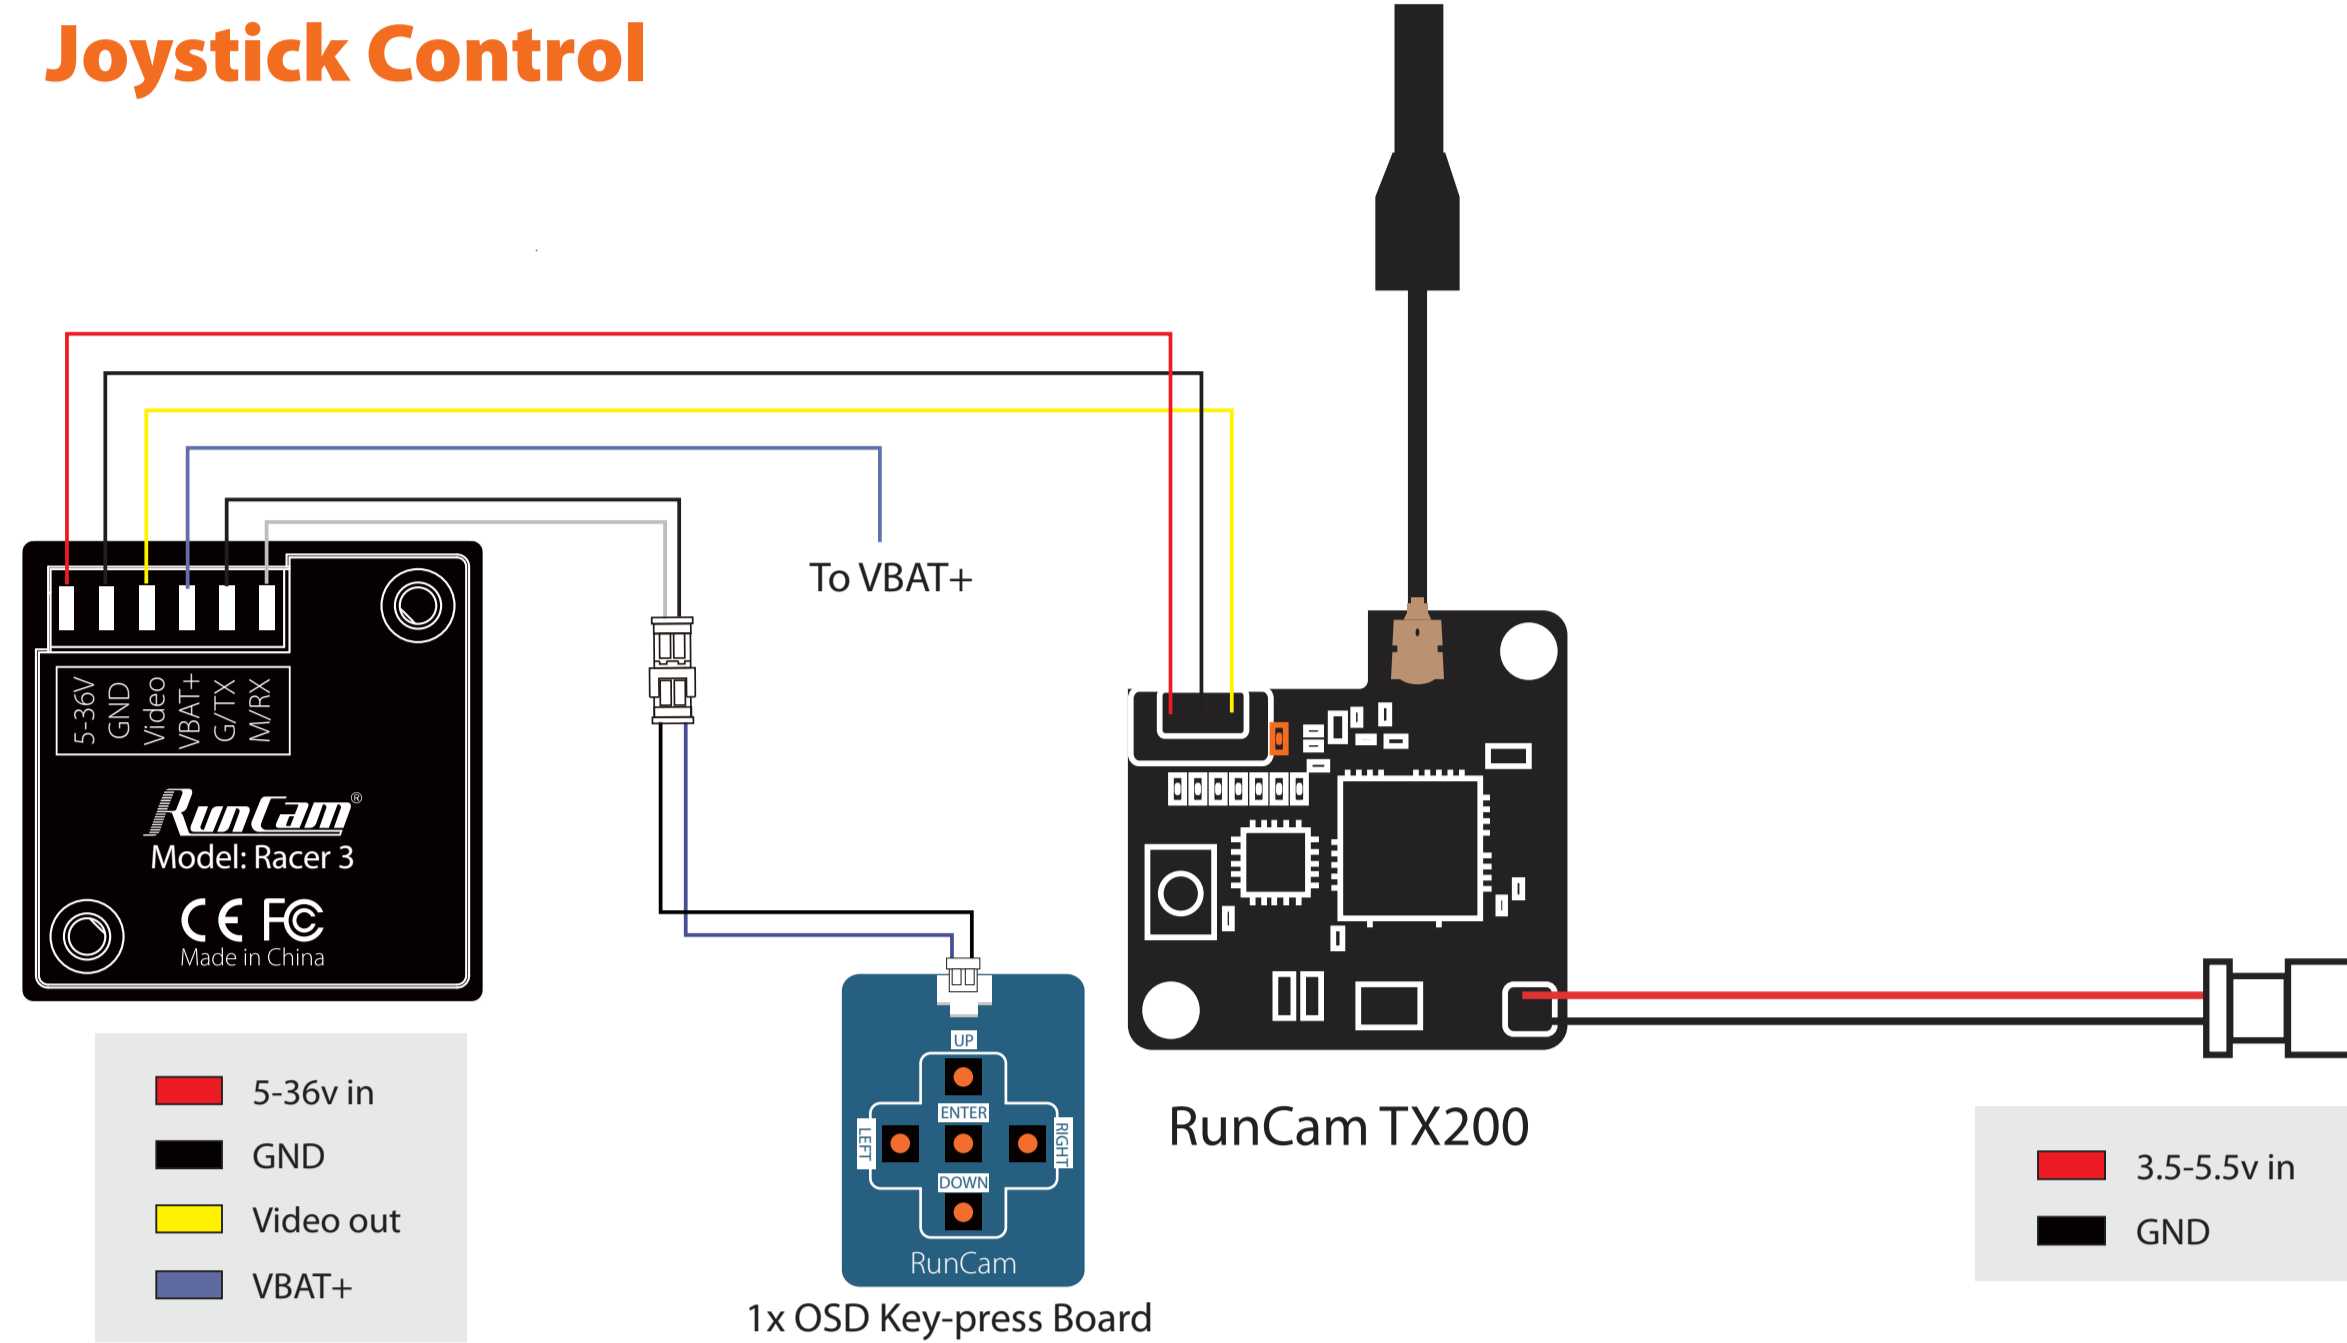 Joystick Control
To VBAT+
5-36V
GND
Video
VBAT+
G/TX
M/RX
RunCam®
Model: Racer 3
CE FC
Made in China
5-36v in
GND
Video out
VBAT+
UP
ENTER
LEFT
RIGHT
DOWN
RunCam
1x OSD Key-press Board
RunCam TX200
3.5-5.5v in
GND